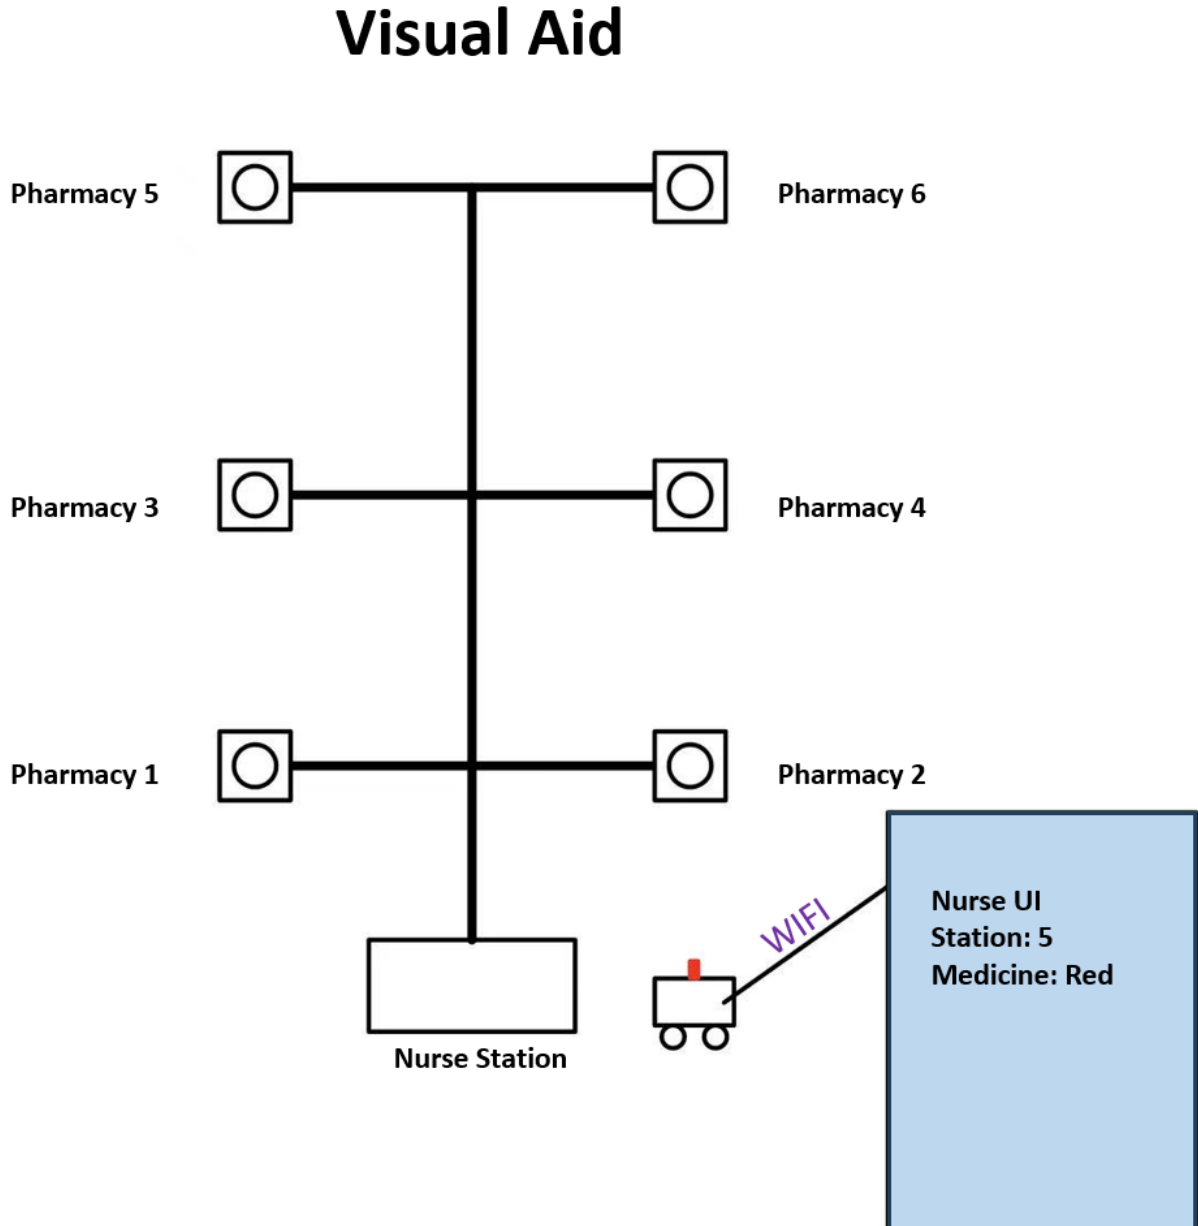 Visual Aid
Pharmacy 5
Pharmacy 6
Pharmacy 3
Pharmacy 4
Pharmacy 1
Pharmacy 2
WIFI
Nurse UI
Station: 5
Medicine: Red
Nurse Station